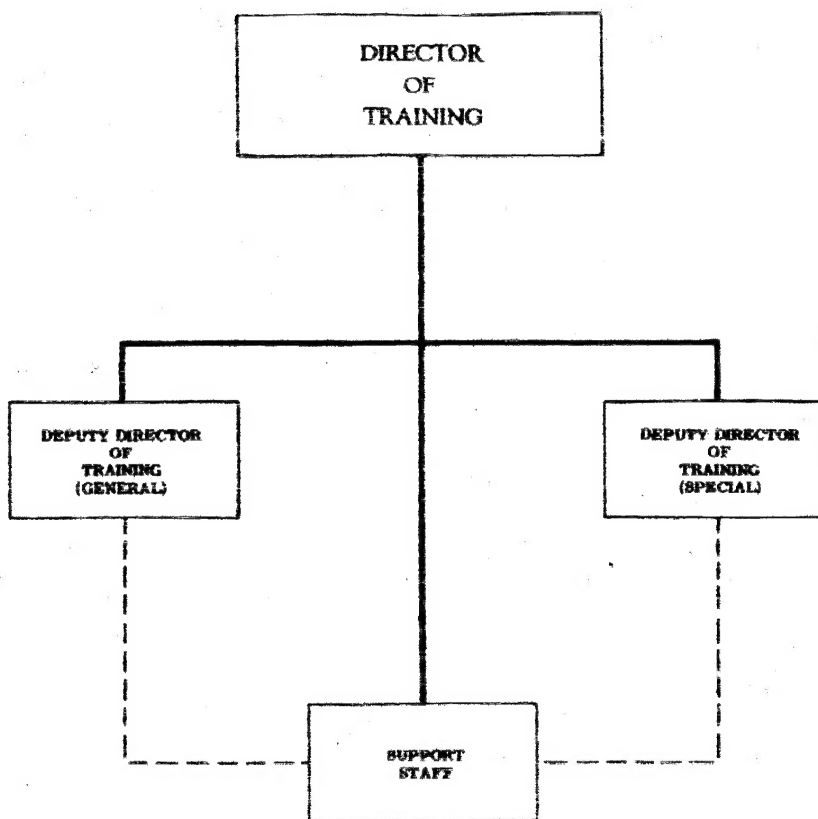 DIRECTOR
OF
TRAINING
DEPUTY DIRECTOR
OF
TRAINING
(GENERAL)
DEPUTY DIRECTOR
OF
TRAINING
(SPECIAL)
SUPPORT
STAFF